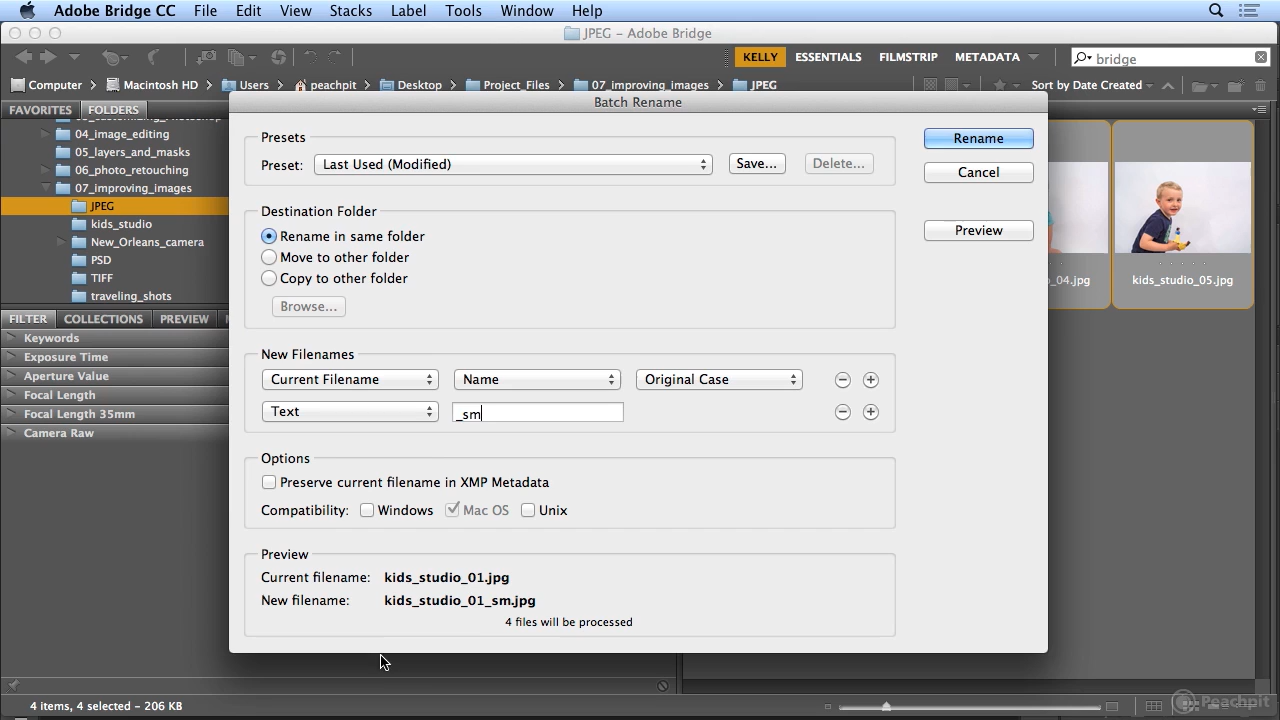 Adobe Bridge CC File Edit View Stacks Label Tools Window Help
JPEG – Adobe Bridge
KELLY ESSENTIALS FILMSTRIP METADATA bridge
Computer Macintosh HD Users peachpit Desktop Project_Files 07_improving_images JPEG Sort by Date Created
FAVORITES FOLDERS
Batch Rename
04_image_editing
05_layers_and_masks
06_photo_retouching
07_improving_images
JPEG
kids_studio
New_Orleans_camera
PSD
TIFF
traveling_shots
FILTER COLLECTIONS PREVIEW
Keywords
Exposure Time
Aperture Value
Focal Length
Focal Length 35mm
Camera Raw
Presets
Preset: Last Used (Modified) Save... Delete...
Rename
Cancel
Preview
Destination Folder
Rename in same folder
Move to other folder
Copy to other folder
Browse...
New Filenames
Current Filename Name Original Case
Text _sm
Options
Preserve current filename in XMP Metadata
Compatibility: Windows Mac OS Unix
Preview
Current filename: kids_studio_01.jpg
New filename: kids_studio_01_sm.jpg
4 files will be processed
_04.jpg kids_studio_05.jpg
4 items, 4 selected – 206 KB
Peachpit